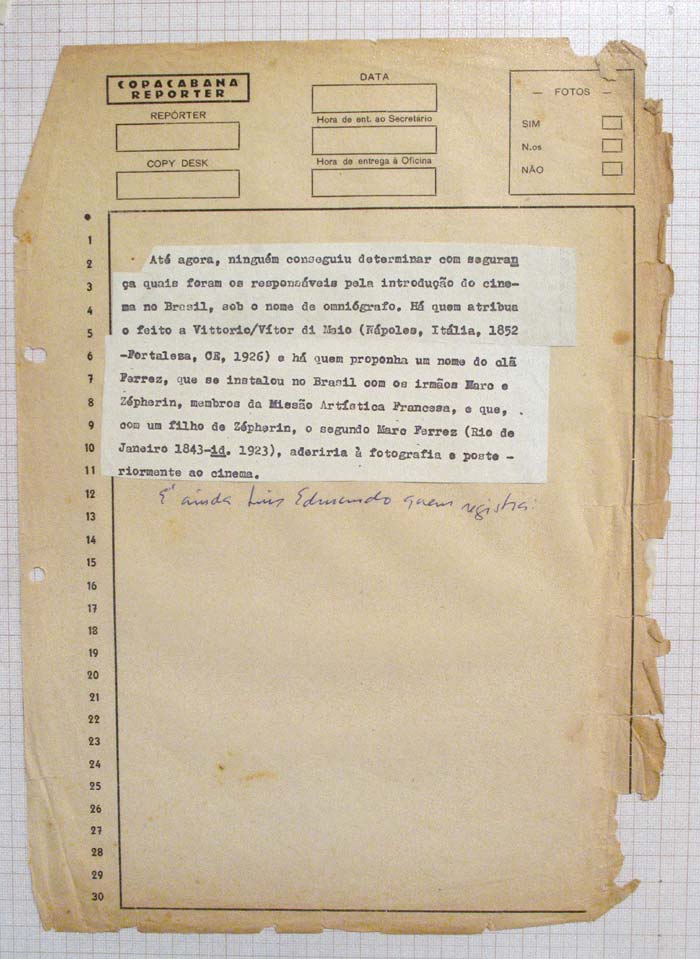 COPACABANA
REPORTER
REPÓRTER
COPY DESK
DATA
Hora de ent. ao Secretário
Hora de entrega à Oficina
— FOTOS —
SIM
N.os
NÃO
1
2
3
4
5
6
7
8
9
10
11
12
13
14
15
16
17
18
19
20
21
22
23
24
25
26
27
28
29
30
Até agora, ninguém conseguiu determinar com seguran
ça quais foram os responsáveis pela introdução do cine-
ma no Brasil, sob o nome de omniógrafo. Há quem atribua
o feito a Vittorio/Vítor di Maio (Nápoles, Itália, 1852
-Fortaleza, CE, 1926) e há quem proponha um nome do clã
Ferrez, que se instalou no Brasil com os irmãos Marc e
Zépherin, membros da Missão Artística Francesa, e que,
com um filho de Zépherin, o segundo Marc Ferrez (Rio de
Janeiro 1843-id. 1923), aderiria à fotografia e poste -
riormente ao cinema.
É ainda Luis Edmundo quem registra: